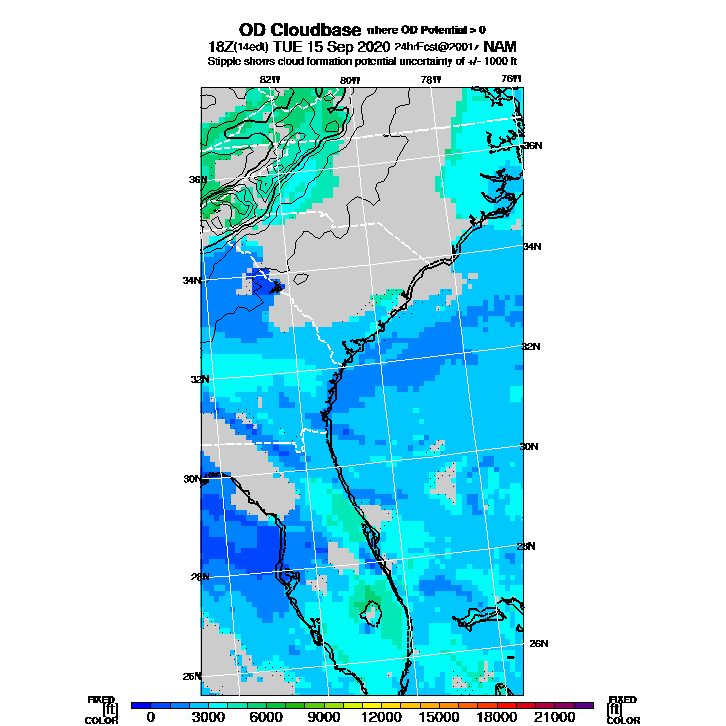 OD Cloudbase where OD Potential > 0
18Z(14edt) TUE 15 Sep 2020 24hrFcst@2001z NAM
Stipple shows cloud formation potential uncertainty of +/- 1000 ft
82W 80W 78W 76W
36N
36N
34N
34N
32N
32N
30N
30N
28N
28N
26N
26N
FIXED [ft] COLOR
0 3000 6000 9000 12000 15000 18000 21000
FIXED [ft] COLOR